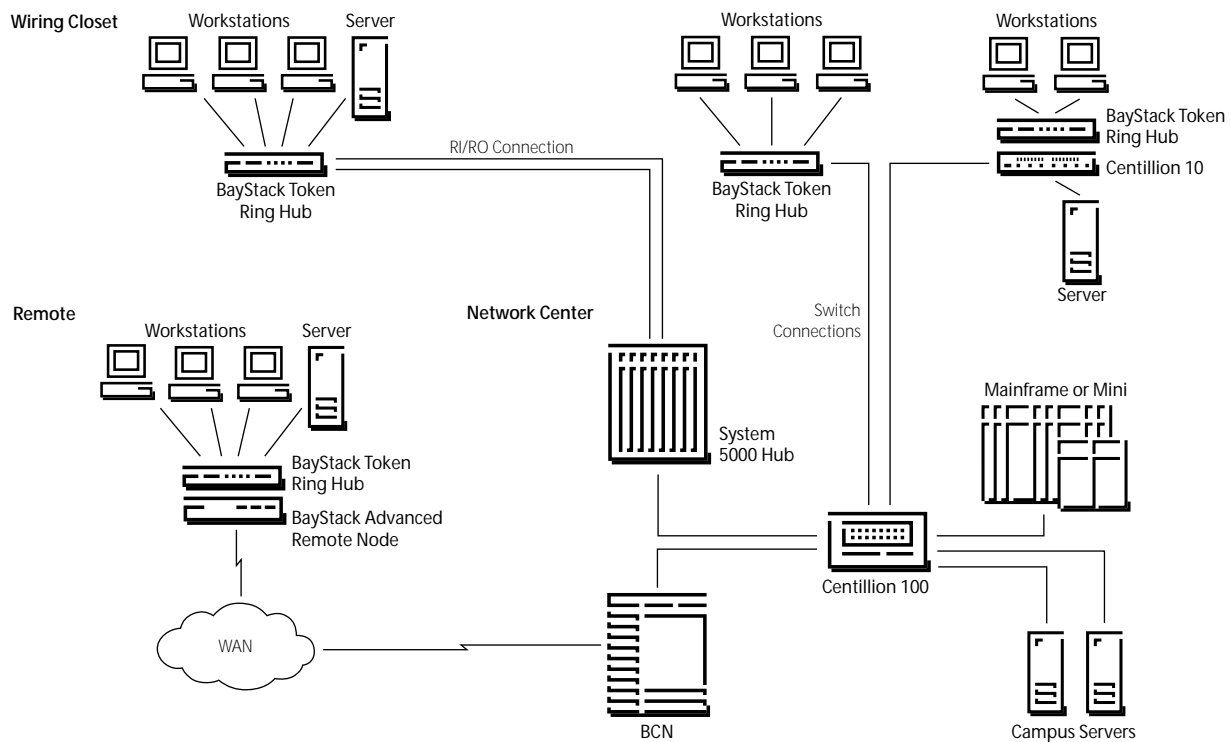 Wiring Closet
Workstations
Server
Workstations
Workstations
BayStack Token
Ring Hub
RI/RO Connection
Centillion 10
BayStack Token
Ring Hub
BayStack Token
Ring Hub
Server
Remote
Network Center
Switch
Connections
Workstations
Server
Mainframe or Mini
System
5000 Hub
BayStack Token
Ring Hub
BayStack Advanced
Remote Node
Centillion 100
WAN
BCN
Campus Servers